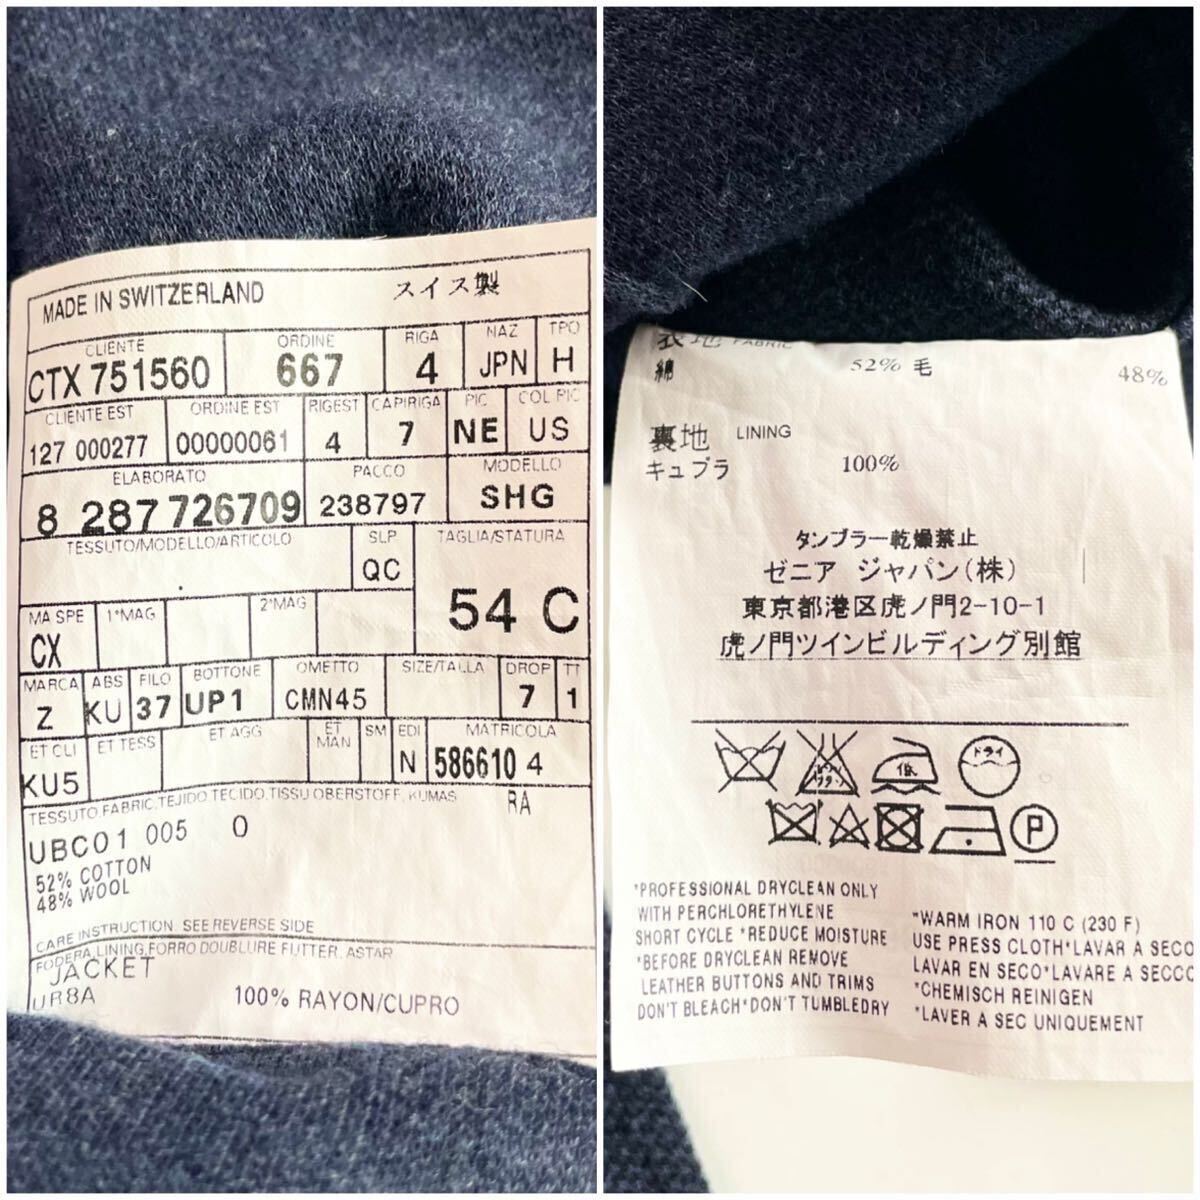 MADE IN SWITZERLAND スイス製
CLIENTE ORDINE RIGA NAZ TPO
CTX 751560 667 4 JPN H
CLIENTE EST ORDINE EST RIGEST CAPIRIGA PIC COL PIC
127 000277 00000061 4 7 NE US
ELABORATO PACCO MODELLO
8 287 726709 238797 SHG
TESSUTO/MODELLO/ARTICOLO SLP TAGLIA/STATURA
QC 54 C
MA SPE 1°MAG 2°MAG
CX
MARCA ABS FILO BOTTONE OMETTO SIZE/TALLA DROP TT
Z KU 37 UP1 CMN45 7 1
ET CLI ET TESS ET AGG ET MAN SM EDI MATRICOLA
KU5 N 586610 4
TESSUTO,FABRIC,TEJIDO,TECIDO,TISSU OBERSTOFF, KUMAS RA
UBC01 005 0
52% COTTON
48% WOOL
CARE INSTRUCTION SEE REVERSE SIDE
FODERA,LINING,FORRO DOUBLURE FUTTER, ASTAR
JACKET
UR8A 100% RAYON/CUPRO
表地 FABRIC
綿 52% 毛 48%
裏地 LINING
キュプラ 100%
タンブラー乾燥禁止
ゼニア ジャパン(株)
東京都港区虎ノ門2-10-1
虎ノ門ツインビルディング別館
低 ドライ
P
*PROFESSIONAL DRYCLEAN ONLY
WITH PERCHLORETHYLENE
SHORT CYCLE *REDUCE MOISTURE
*BEFORE DRYCLEAN REMOVE
LEATHER BUTTONS AND TRIMS
DON'T BLEACH*DON'T TUMBLEDRY
*WARM IRON 110 C (230 F)
USE PRESS CLOTH*LAVAR A SECO
LAVAR EN SECO*LAVARE A SECCO
*CHEMISCH REINIGEN
*LAVER A SEC UNIQUEMENT